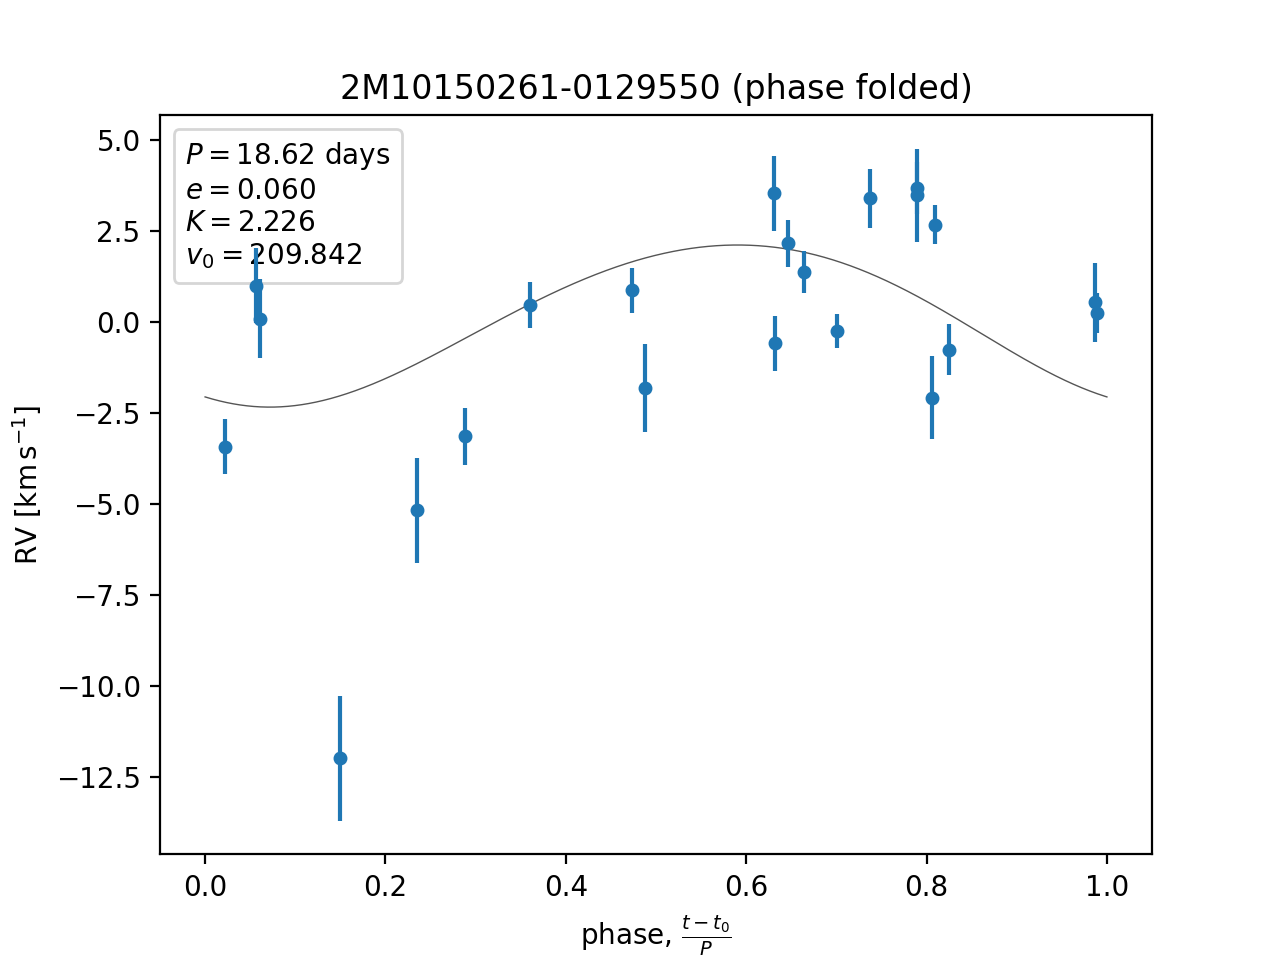 2M10150261-0129550 (phase folded)
P = 18.62 days
e = 0.060
K = 2.226
v₀ = 209.842
5.0
2.5
0.0
−2.5
−5.0
−7.5
−10.0
−12.5
RV [km s⁻¹]
0.0 0.2 0.4 0.6 0.8 1.0
phase, (t − t₀)/P